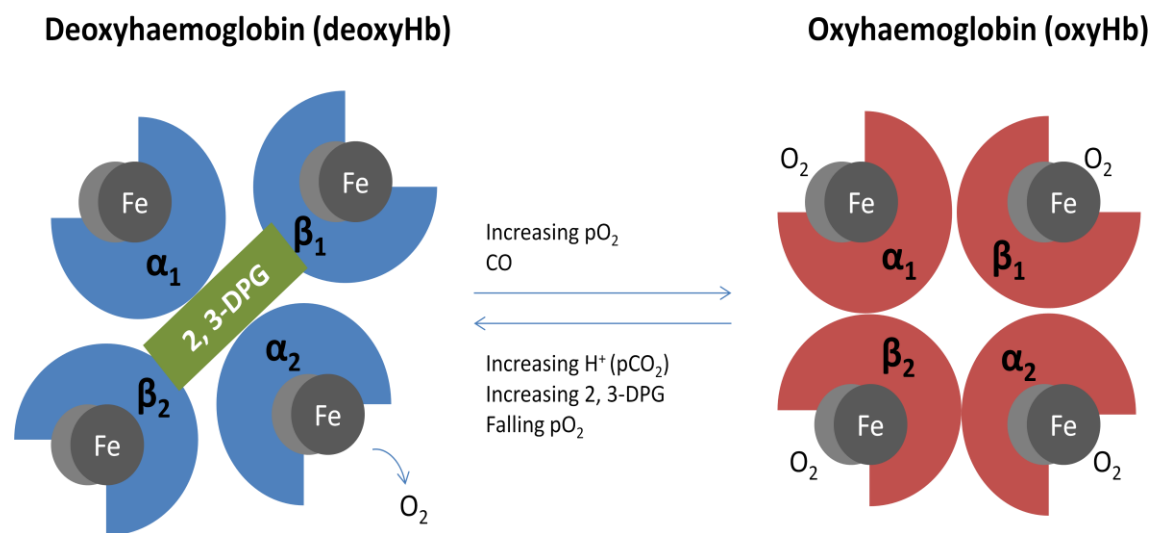 Deoxyhaemoglobin (deoxyHb)
Fe
α₁
Fe
β₁
2, 3-DPG
Fe
β₂
Fe
α₂
O₂
Increasing pO₂
CO
Increasing H⁺ (pCO₂)
Increasing 2, 3-DPG
Falling pO₂
Oxyhaemoglobin (oxyHb)
O₂
Fe
α₁
O₂
Fe
β₁
β₂
Fe
O₂
α₂
Fe
O₂